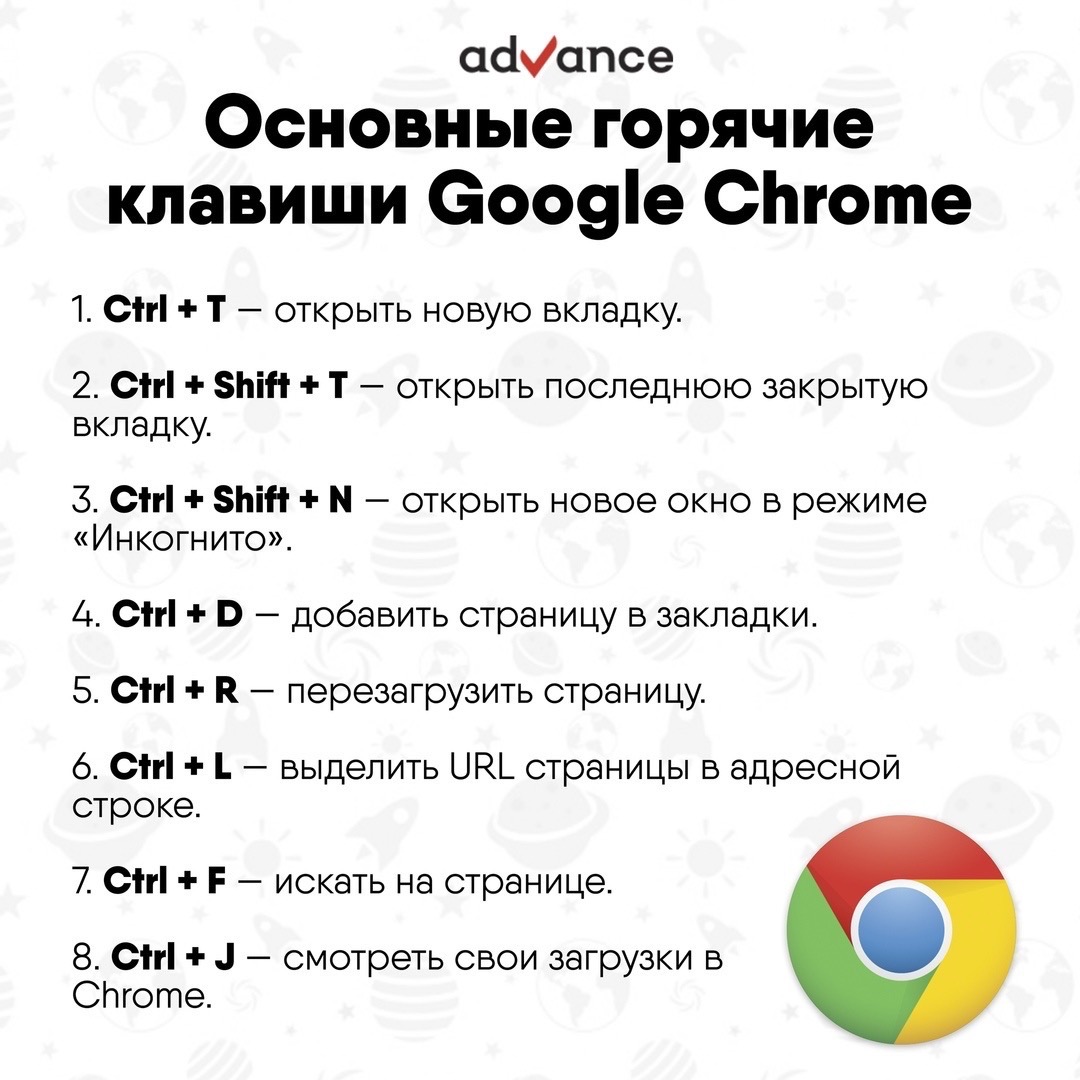 advance
Основные горячие
клавиши Google Chrome
1. Ctrl + T — открыть новую вкладку.
2. Ctrl + Shift + T — открыть последнюю закрытую
вкладку.
3. Ctrl + Shift + N — открыть новое окно в режиме
«Инкогнито».
4. Ctrl + D — добавить страницу в закладки.
5. Ctrl + R — перезагрузить страницу.
6. Ctrl + L — выделить URL страницы в адресной
строке.
7. Ctrl + F — искать на странице.
8. Ctrl + J — смотреть свои загрузки в
Chrome.